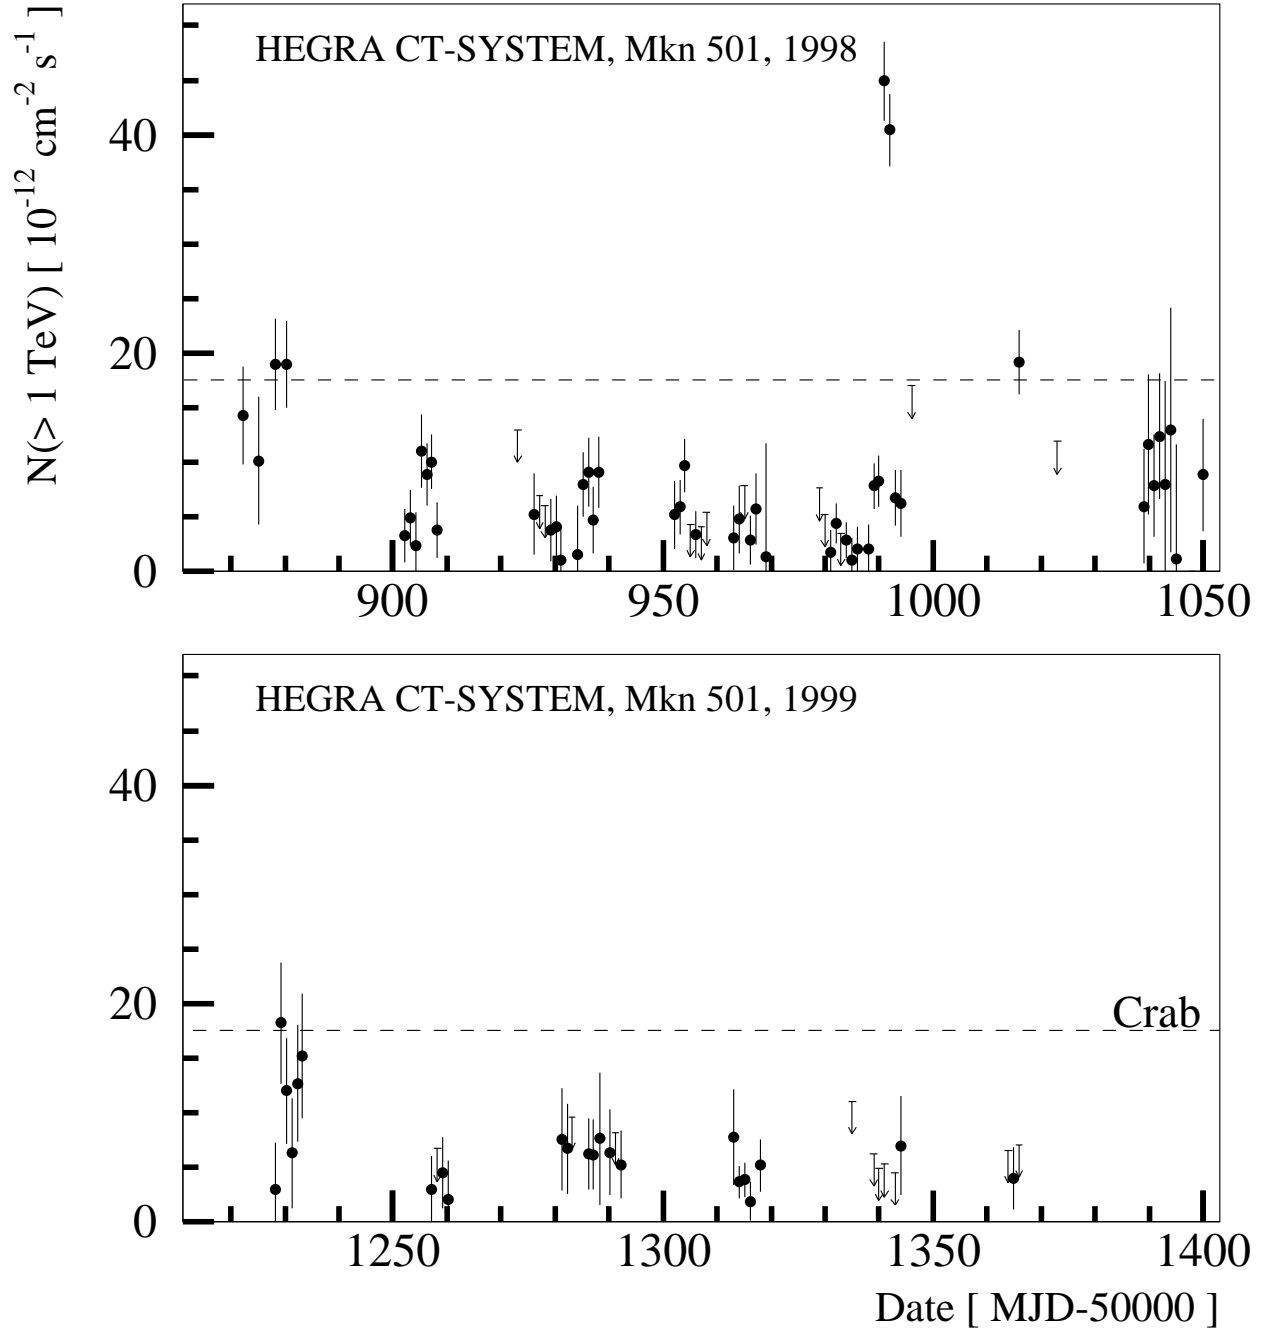 N(> 1 TeV) [ 10⁻¹² cm⁻² s⁻¹ ]
HEGRA CT-SYSTEM, Mkn 501, 1998
40
20
0
900 950 1000 1050
HEGRA CT-SYSTEM, Mkn 501, 1999
40
20
Crab
0
1250 1300 1350 1400
Date [ MJD-50000 ]